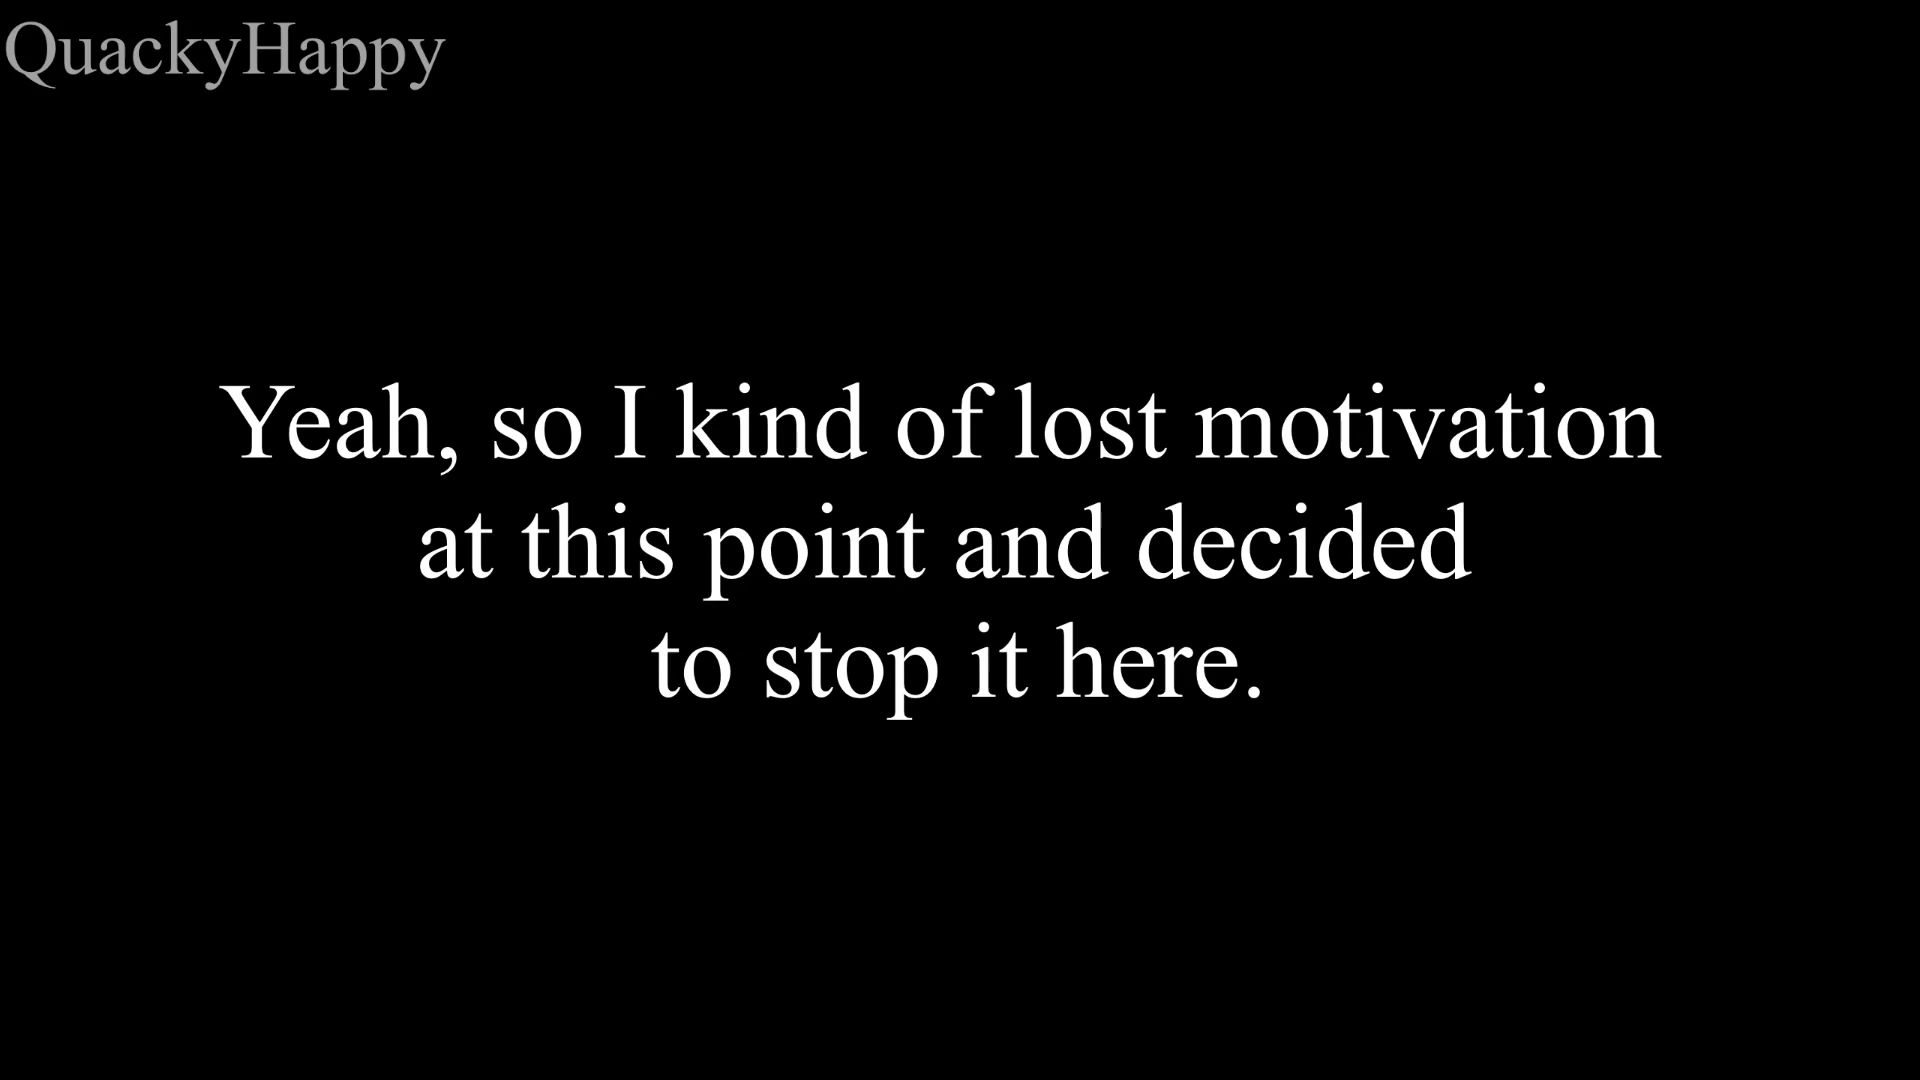 QuackyHappy
Yeah, so I kind of lost motivation
at this point and decided
to stop it here.